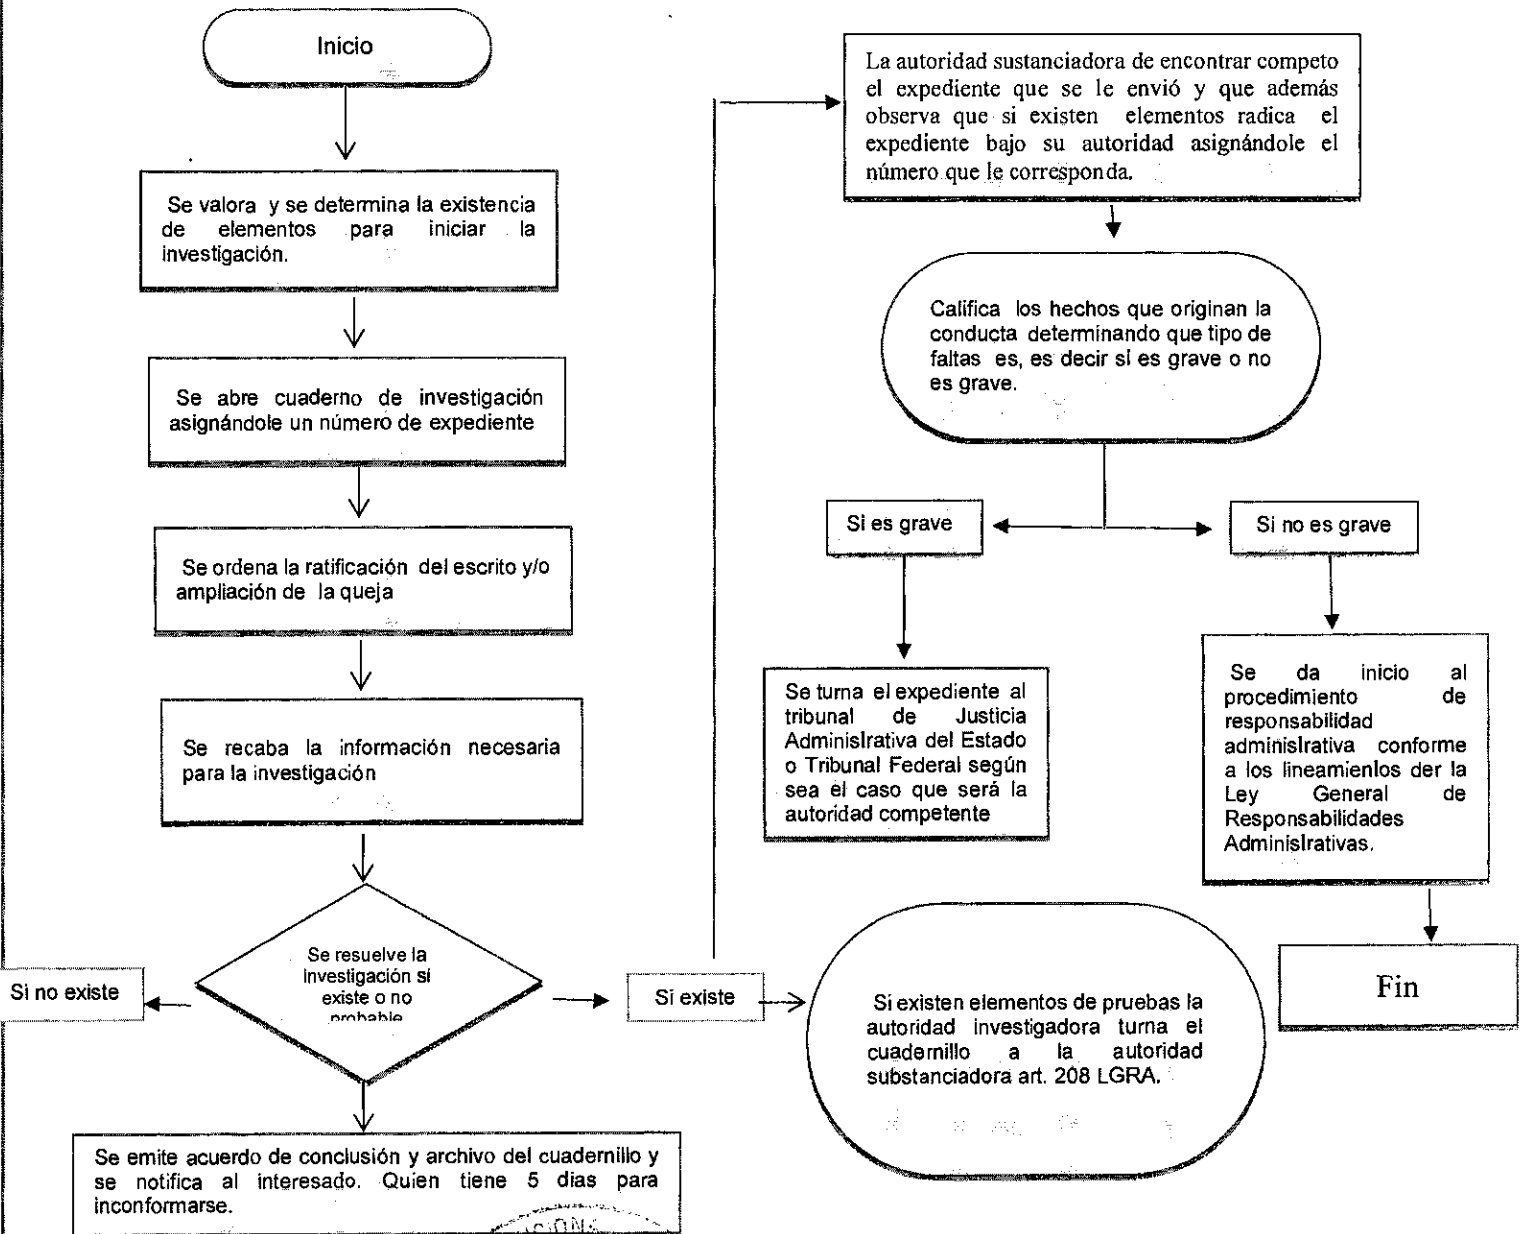 Inicio
Se valora y se determina la existencia
de elementos para iniciar la
investigación.
Se abre cuaderno de investigación
asignándole un número de expediente
Se ordena la ratificación del escrito y/o
ampliación de la queja
Se recaba la información necesaria
para la investigación
Se resuelve la
investigación si
existe o no
probable
Si no existe
Si existe
Se emite acuerdo de conclusión y archivo del cuadernillo y
se notifica al interesado. Quien tiene 5 dias para
inconformarse.
La autoridad sustanciadora de encontrar competo
el expediente que se le envió y que además
observa que si existen elementos radica el
expediente bajo su autoridad asignándole el
número que le corresponda.
Califica los hechos que originan la
conducta determinando que tipo de
faltas es, es decir si es grave o no
es grave.
Si es grave
Si no es grave
Se turna el expediente al
tribunal de Justicia
Administrativa del Estado
o Tribunal Federal según
sea el caso que será la
autoridad competente
Se da inicio al
procedimiento de
responsabilidad
administrativa conforme
a los lineamientos der la
Ley General de
Responsabilidades
Administrativas.
Si existen elementos de pruebas la
autoridad investigadora turna el
cuadernillo a la autoridad
substanciadora art. 208 LGRA.
Fin